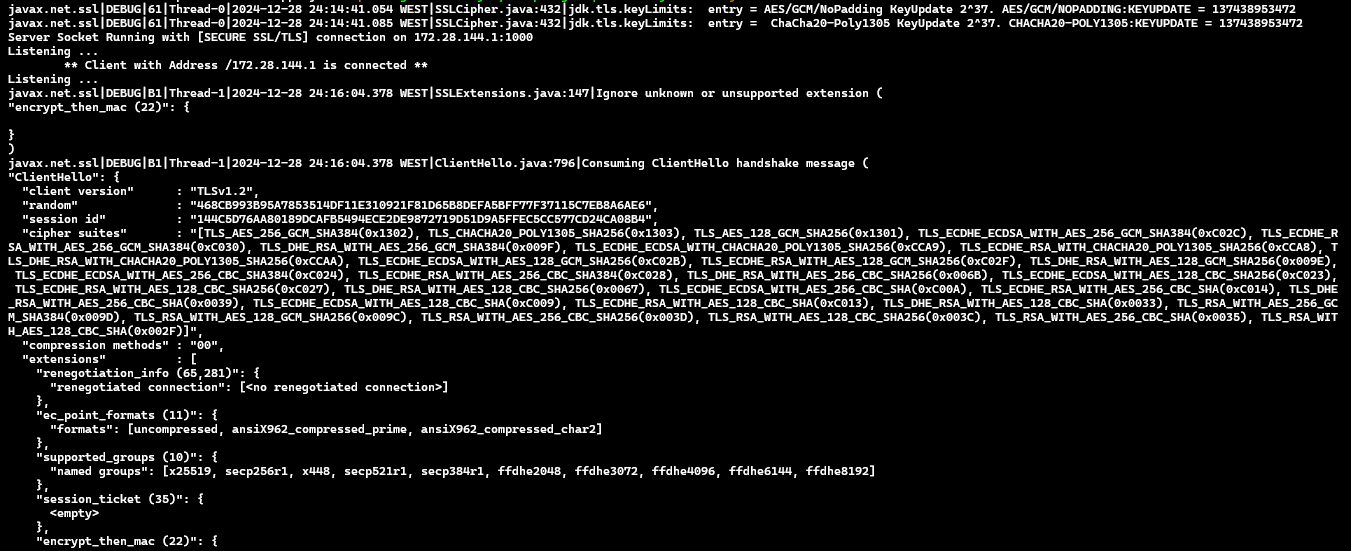 javax.net.ssl|DEBUG|61|Thread-0|2024-12-28 24:14:41.054 WEST|SSLCipher.java:432|jdk.tls.keyLimits:  entry = AES/GCM/NoPadding KeyUpdate 2^37. AES/GCM/NOPADDING:KEYUPDATE = 137438953472
javax.net.ssl|DEBUG|61|Thread-0|2024-12-28 24:14:41.085 WEST|SSLCipher.java:432|jdk.tls.keyLimits:  entry =  ChaCha20-Poly1305 KeyUpdate 2^37. CHACHA20-POLY1305:KEYUPDATE = 137438953472
Server Socket Running with [SECURE SSL/TLS] connection on 172.28.144.1:1000
Listening ...
        ** Client with Address /172.28.144.1 is connected **
Listening ...
javax.net.ssl|DEBUG|B1|Thread-1|2024-12-28 24:16:04.378 WEST|SSLExtensions.java:147|Ignore unknown or unsupported extension (
"encrypt_then_mac (22)": {

}
)
javax.net.ssl|DEBUG|B1|Thread-1|2024-12-28 24:16:04.378 WEST|ClientHello.java:796|Consuming ClientHello handshake message (
"ClientHello": {
  "client version"      : "TLSv1.2",
  "random"              : "468CB993B95A7853514DF11E310921F81D65B8DEFA5BFF77F37115C7EB8A6AE6",
  "session id"          : "144C5D76AA80189DCAFB5494ECE2DE9872719D51D9A5FFEC5CC577CD24CA08B4",
  "cipher suites"       : "[TLS_AES_256_GCM_SHA384(0x1302), TLS_CHACHA20_POLY1305_SHA256(0x1303), TLS_AES_128_GCM_SHA256(0x1301), TLS_ECDHE_ECDSA_WITH_AES_256_GCM_SHA384(0xC02C), TLS_ECDHE_R
SA_WITH_AES_256_GCM_SHA384(0xC030), TLS_DHE_RSA_WITH_AES_256_GCM_SHA384(0x009F), TLS_ECDHE_ECDSA_WITH_CHACHA20_POLY1305_SHA256(0xCCA9), TLS_ECDHE_RSA_WITH_CHACHA20_POLY1305_SHA256(0xCCA8), T
LS_DHE_RSA_WITH_CHACHA20_POLY1305_SHA256(0xCCAA), TLS_ECDHE_ECDSA_WITH_AES_128_GCM_SHA256(0xC02B), TLS_ECDHE_RSA_WITH_AES_128_GCM_SHA256(0xC02F), TLS_DHE_RSA_WITH_AES_128_GCM_SHA256(0x009E),
 TLS_ECDHE_ECDSA_WITH_AES_256_CBC_SHA384(0xC024), TLS_ECDHE_RSA_WITH_AES_256_CBC_SHA384(0xC028), TLS_DHE_RSA_WITH_AES_256_CBC_SHA256(0x006B), TLS_ECDHE_ECDSA_WITH_AES_128_CBC_SHA256(0xC023),
 TLS_ECDHE_RSA_WITH_AES_128_CBC_SHA256(0xC027), TLS_DHE_RSA_WITH_AES_128_CBC_SHA256(0x0067), TLS_ECDHE_ECDSA_WITH_AES_256_CBC_SHA(0xC00A), TLS_ECDHE_RSA_WITH_AES_256_CBC_SHA(0xC014), TLS_DHE
_RSA_WITH_AES_256_CBC_SHA(0x0039), TLS_ECDHE_ECDSA_WITH_AES_128_CBC_SHA(0xC009), TLS_ECDHE_RSA_WITH_AES_128_CBC_SHA(0xC013), TLS_DHE_RSA_WITH_AES_128_CBC_SHA(0x0033), TLS_RSA_WITH_AES_256_GC
M_SHA384(0x009D), TLS_RSA_WITH_AES_128_GCM_SHA256(0x009C), TLS_RSA_WITH_AES_256_CBC_SHA256(0x003D), TLS_RSA_WITH_AES_128_CBC_SHA256(0x003C), TLS_RSA_WITH_AES_256_CBC_SHA(0x0035), TLS_RSA_WIT
H_AES_128_CBC_SHA(0x002F)]",
  "compression methods" : "00",
  "extensions"          : [
    "renegotiation_info (65,281)": {
      "renegotiated connection": [<no renegotiated connection>]
    },
    "ec_point_formats (11)": {
      "formats": [uncompressed, ansiX962_compressed_prime, ansiX962_compressed_char2]
    },
    "supported_groups (10)": {
      "named groups": [x25519, secp256r1, x448, secp521r1, secp384r1, ffdhe2048, ffdhe3072, ffdhe4096, ffdhe6144, ffdhe8192]
    },
    "session_ticket (35)": {
      <empty>
    },
    "encrypt_then_mac (22)": {